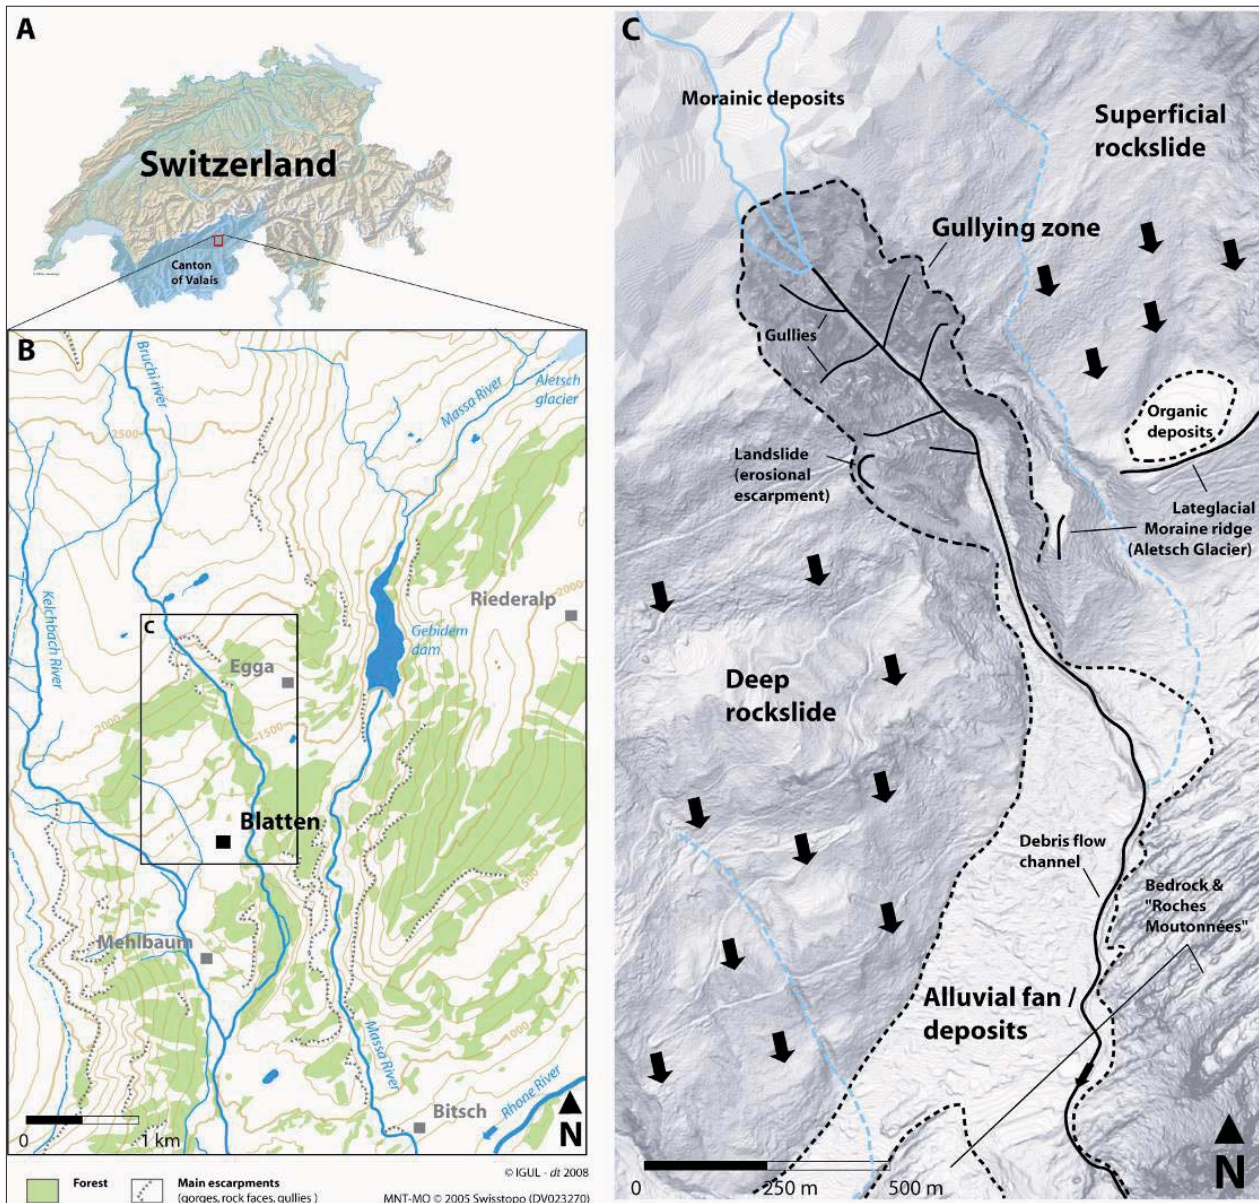 A
Switzerland
Canton
of Valais
B
Bruchi river
Massa River
Aletsch
glacier
2500
Kelchbach River
Riederalp
2000
C
Gebidem
dam
Egga
2000
1500
Blatten
1500
Mehlbaum
Massa River
1000
Bitsch
Rhone River
0
1 km
N
© IGUL - dt 2008
Forest
Main escarpments
(gorges, rock faces, gullies )
MNT-MO © 2005 Swisstopo (DV023270)
C
Morainic deposits
Superficial
rockslide
Gullying zone
Gullies
Organic
deposits
Landslide
(erosional
escarpment)
Lateglacial
Moraine ridge
(Aletsch Glacier)
Deep
rockslide
Debris flow
channel
Bedrock &
"Roches
Moutonnées"
Alluvial fan /
deposits
0
250 m
500 m
N